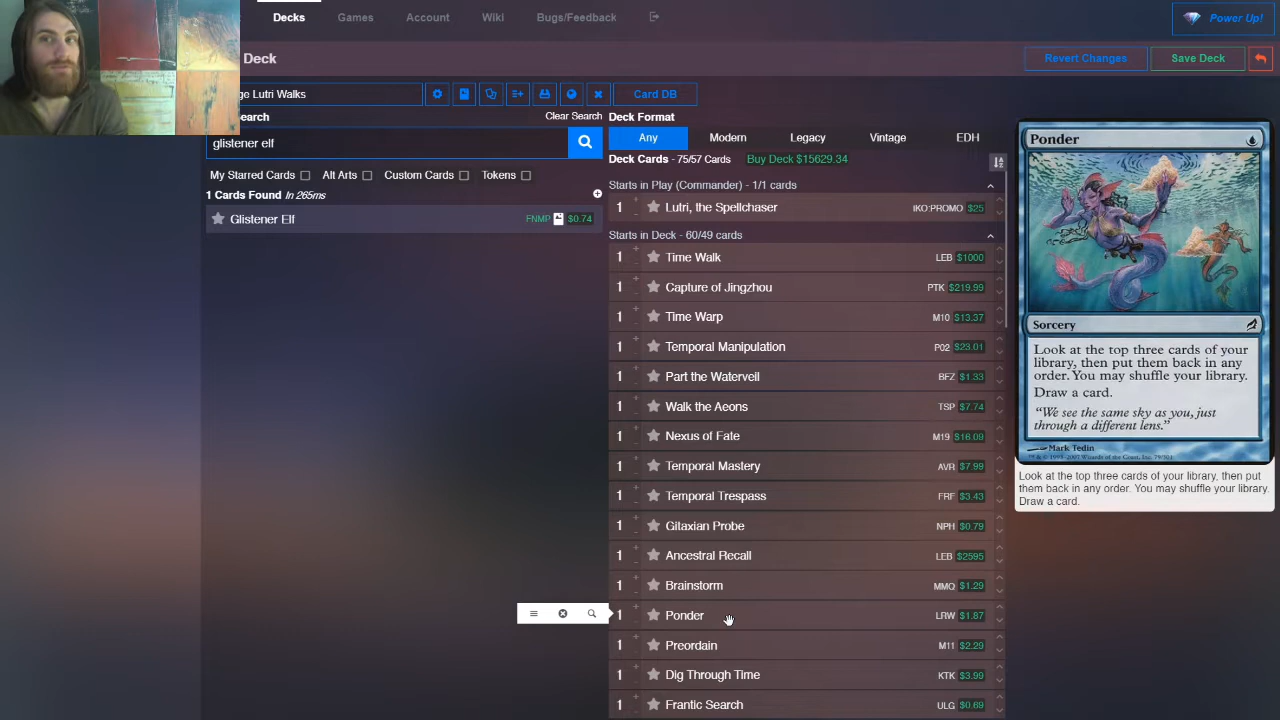 Decks
Games
Account
Wiki
Bugs/Feedback
Power Up!
Deck
Revert Changes
Save Deck
ge Lutri Walks
Card DB
Search
Clear Search
glistener elf
My Starred Cards
Alt Arts
Custom Cards
Tokens
1 Cards Found In 265ms
Glistener Elf FNMP $0.74
Deck Format
Any
Modern
Legacy
Vintage
EDH
Deck Cards - 75/57 Cards Buy Deck $15629.34
Starts in Play (Commander) - 1/1 cards
1 Lutri, the Spellchaser IKO:PROMO $25
Starts in Deck - 60/49 cards
1 Time Walk LEB $1000
1 Capture of Jingzhou PTK $219.99
1 Time Warp M10 $13.37
1 Temporal Manipulation P02 $23.01
1 Part the Waterveil BFZ $1.33
1 Walk the Aeons TSP $7.74
1 Nexus of Fate M19 $16.09
1 Temporal Mastery AVR $7.99
1 Temporal Trespass FRF $3.43
1 Gitaxian Probe NPH $0.79
1 Ancestral Recall LEB $2595
1 Brainstorm MMQ $1.29
1 Ponder LRW $1.87
1 Preordain M11 $2.29
1 Dig Through Time KTK $3.99
1 Frantic Search ULG $0.69
Ponder
Sorcery
Look at the top three cards of your
library, then put them back in any
order. You may shuffle your library.
Draw a card.
"We see the same sky as you, just
through a different lens."
Mark Tedin
Look at the top three cards of your library, then put
them back in any order. You may shuffle your library.
Draw a card.